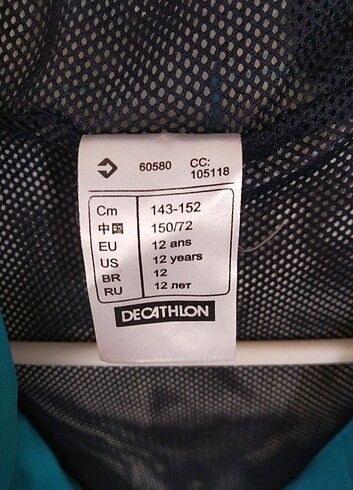 60580 CC: 105118
Cm 143-152
中国 150/72
EU 12 ans
US 12 years
BR 12
RU 12 лет
DECATHLON